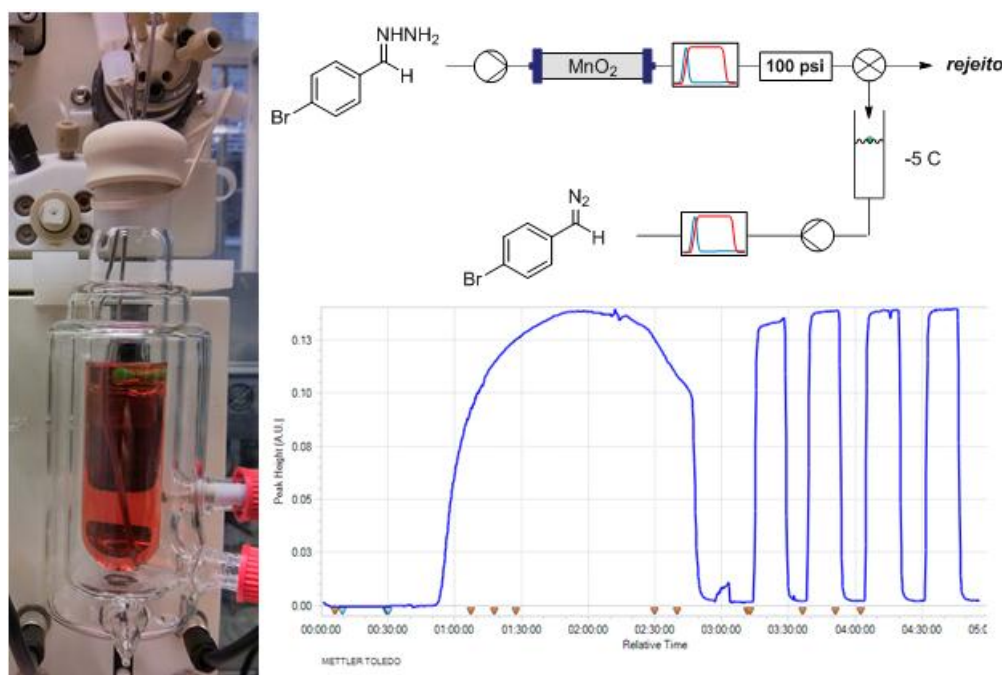 NHNH₂
H
Br
MnO₂
100 psi
rejeito
-5 C
N₂
H
Br
Peak Height (A.U.)
0.13
0.10
0.08
0.05
0.03
0.00
00:00:00 00:30:00 01:00:00 01:30:00 02:00:00 02:30:00 03:00:00 03:30:00 04:00:00 04:30:00 05:0
Relative Time
METTLER TOLEDO